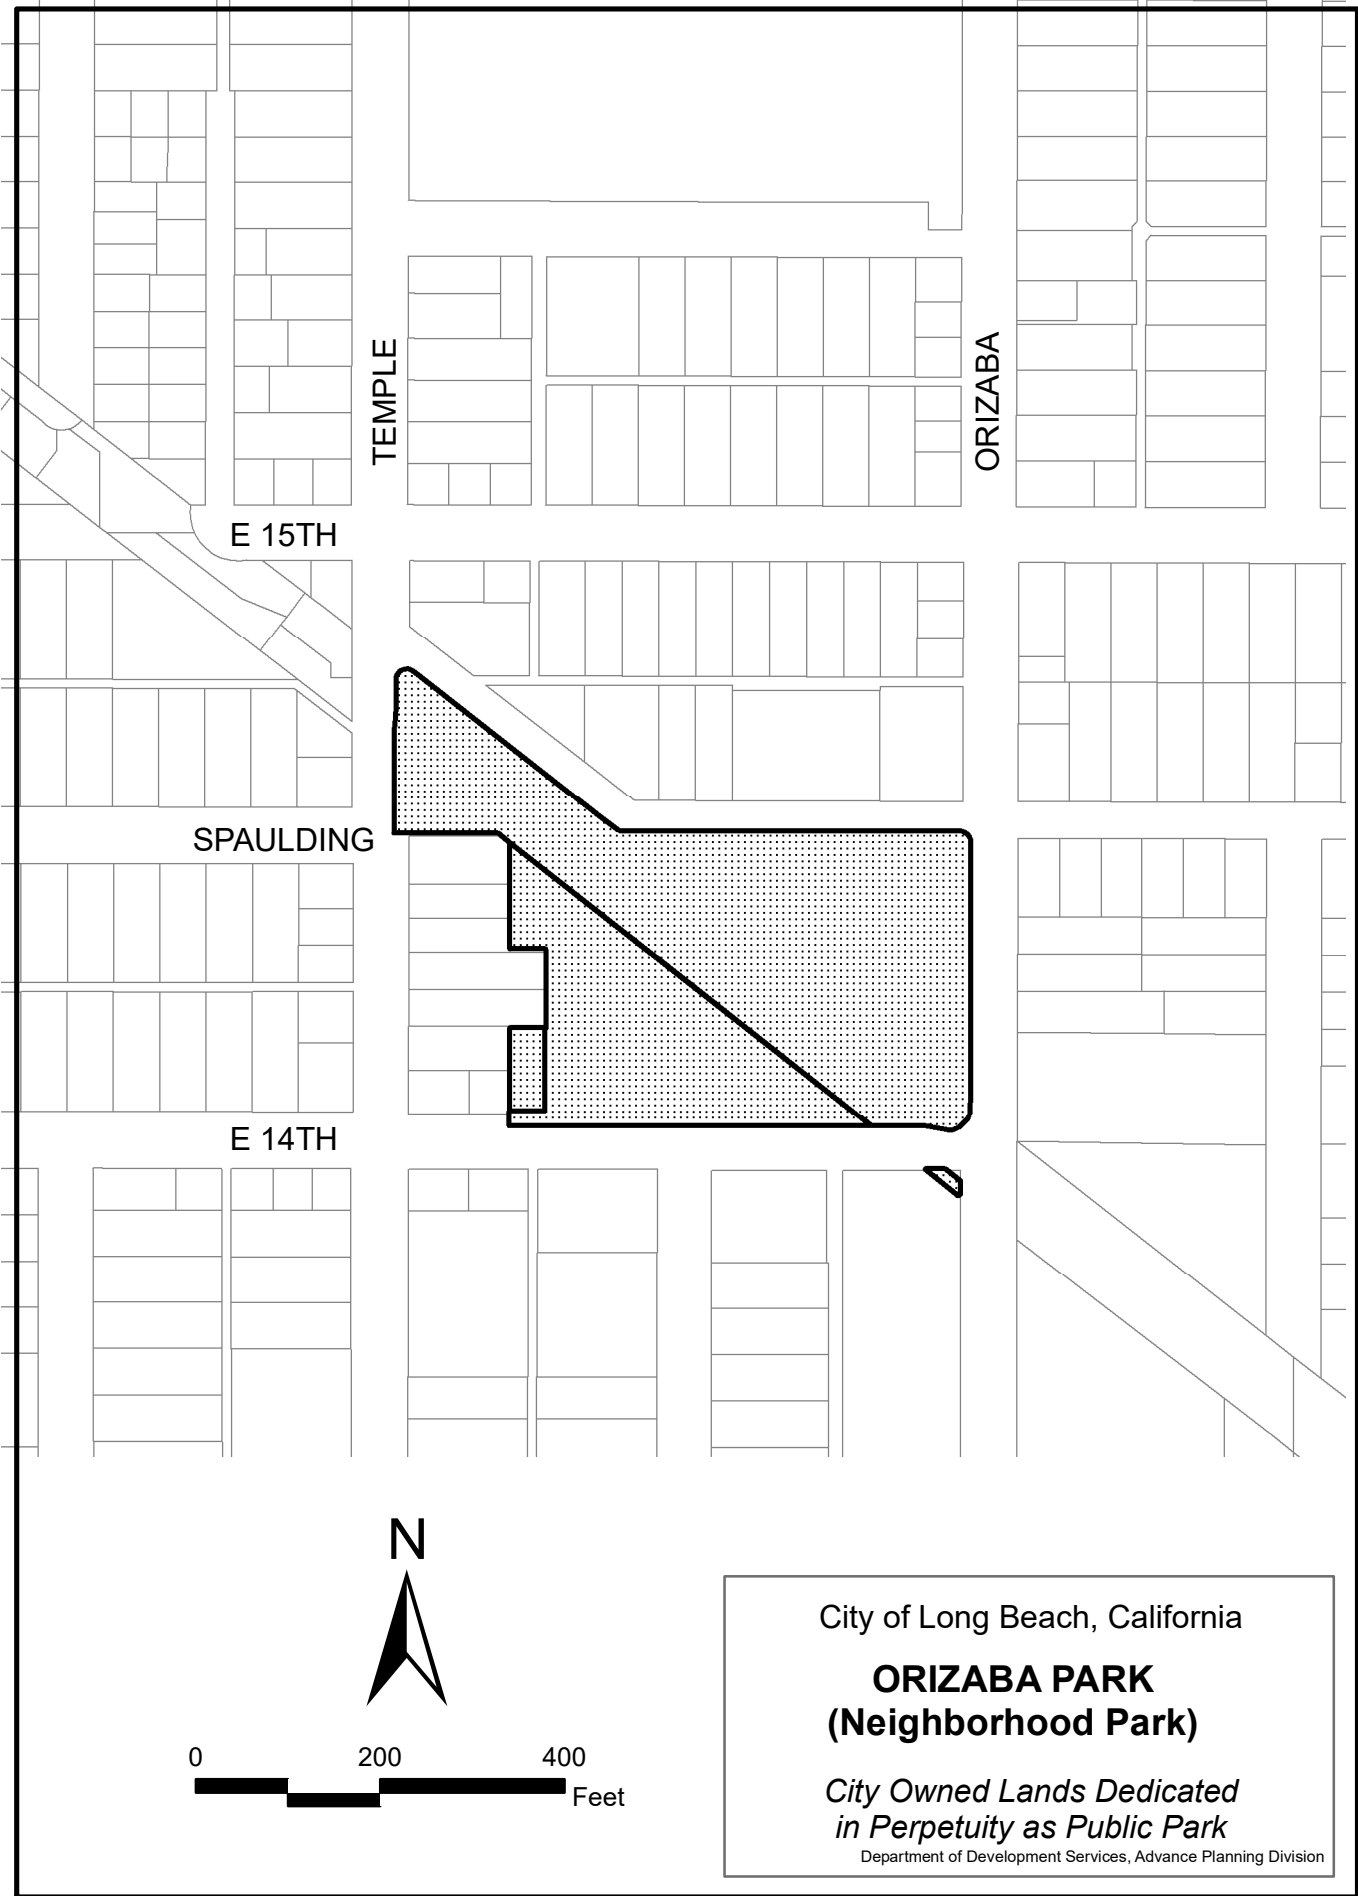 TEMPLE
ORIZABA
E 15TH
SPAULDING
E 14TH
N
0 200 400
Feet
City of Long Beach, California
ORIZABA PARK
(Neighborhood Park)
City Owned Lands Dedicated
in Perpetuity as Public Park
Department of Development Services, Advance Planning Division